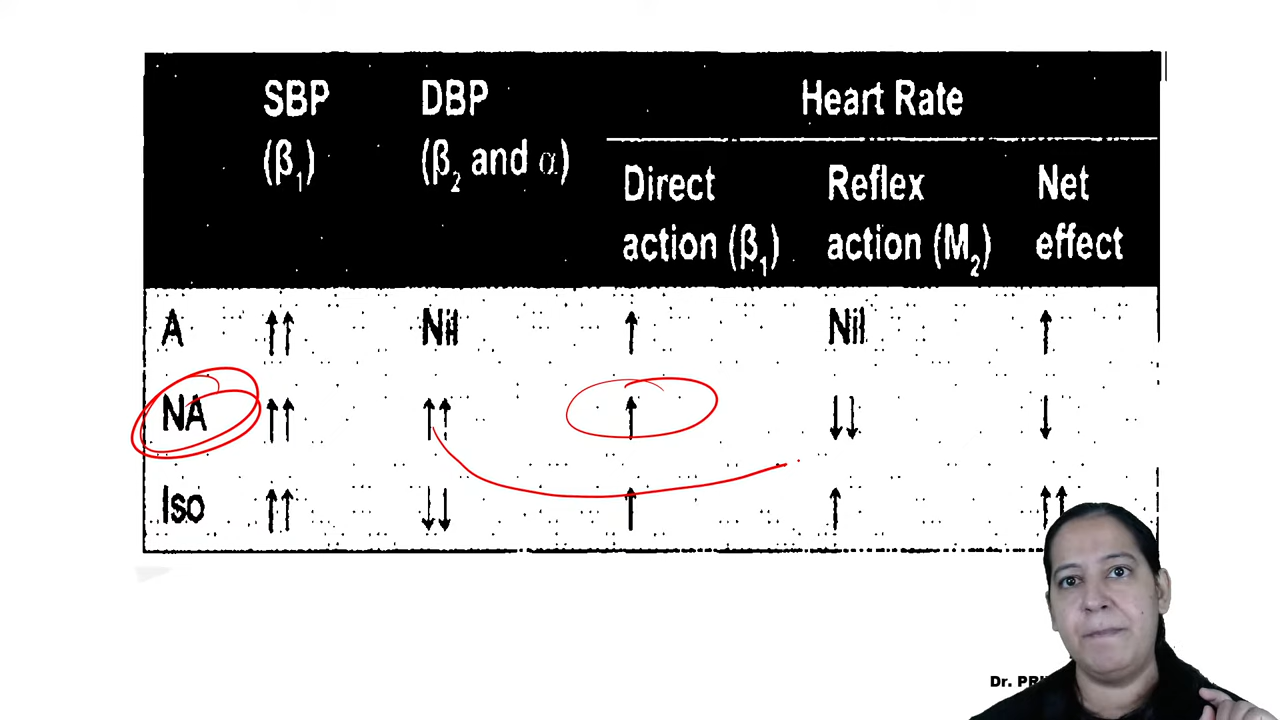 SBP DBP Heart Rate
(β₁) (β₂ and α)
Direct Reflex Net
action (β₁) action (M₂) effect
A ↑↑ Nil ↑ Nil ↑
NA ↑↑ ↑↑ ↑ ↓↓ ↓
Iso ↑↑ ↓↓ ↑ ↑ ↑↑
Dr.